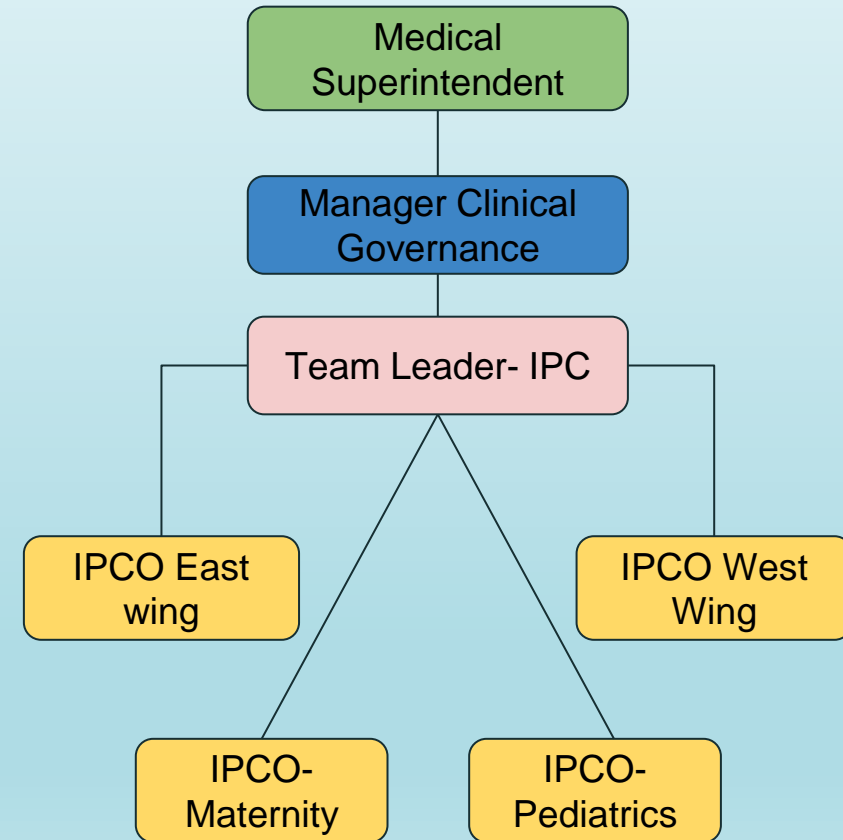 Medical
Superintendent
Manager Clinical
Governance
Team Leader- IPC
IPCO East
wing
IPCO West
Wing
IPCO-
Maternity
IPCO-
Pediatrics